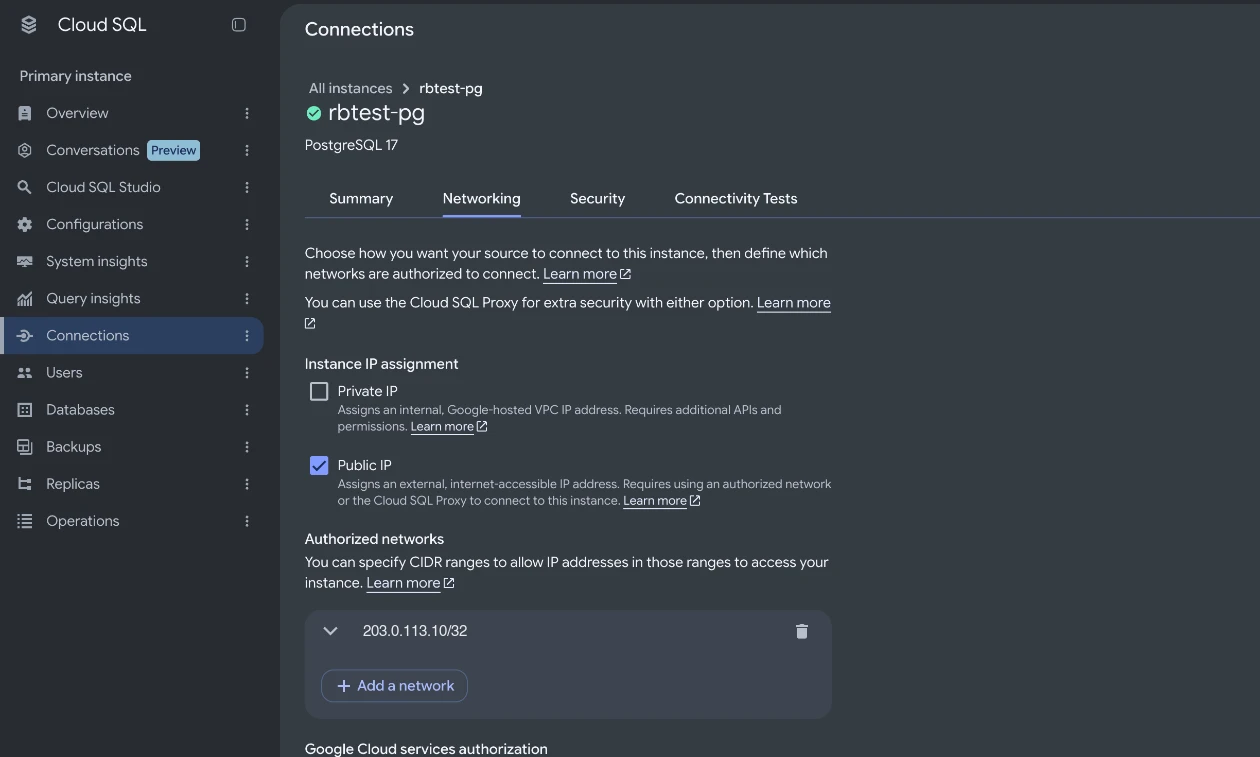 Cloud SQL
Primary instance
Overview
Conversations Preview
Cloud SQL Studio
Configurations
System insights
Query insights
Connections
Users
Databases
Backups
Replicas
Operations
Connections
All instances
rbtest-pg
rbtest-pg
PostgreSQL 17
Summary
Networking
Security
Connectivity Tests
Choose how you want your source to connect to this instance, then define which
networks are authorized to connect. Learn more
You can use the Cloud SQL Proxy for extra security with either option. Learn more
Instance IP assignment
Private IP
Assigns an internal, Google-hosted VPC IP address. Requires additional APIs and
permissions. Learn more
Public IP
Assigns an external, internet-accessible IP address. Requires using an authorized network
or the Cloud SQL Proxy to connect to this instance. Learn more
Authorized networks
You can specify CIDR ranges to allow IP addresses in those ranges to access your
instance. Learn more
203.0.113.10/32
+ Add a network
Google Cloud services authorization